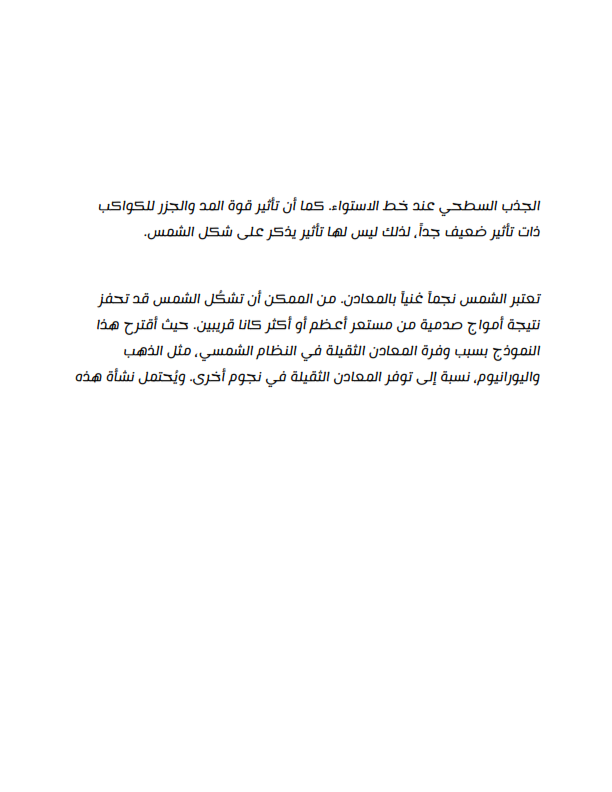 الجذب السطحي عند خط الاستواء. كما أن تأثير قوة المد والجزر للكواكب
ذات تأثير ضعيف جداً، لذلك ليس لها تأثير يذكر على شكل الشمس.
تعتبر الشمس نجماً غنياً بالمعادن. من الممكن أن تشكُل الشمس قد تحفز
نتيجة أمواج صدمية من مستعر أعظم أو أكثر كانا قريبين. حيث أقترح هذا
النموذج بسبب وفرة المعادن الثقيلة في النظام الشمسي، مثل الذهب
واليورانيوم، نسبة إلى توفر المعادن الثقيلة في نجوم أخرى. ويُحتمل نشأة هذه